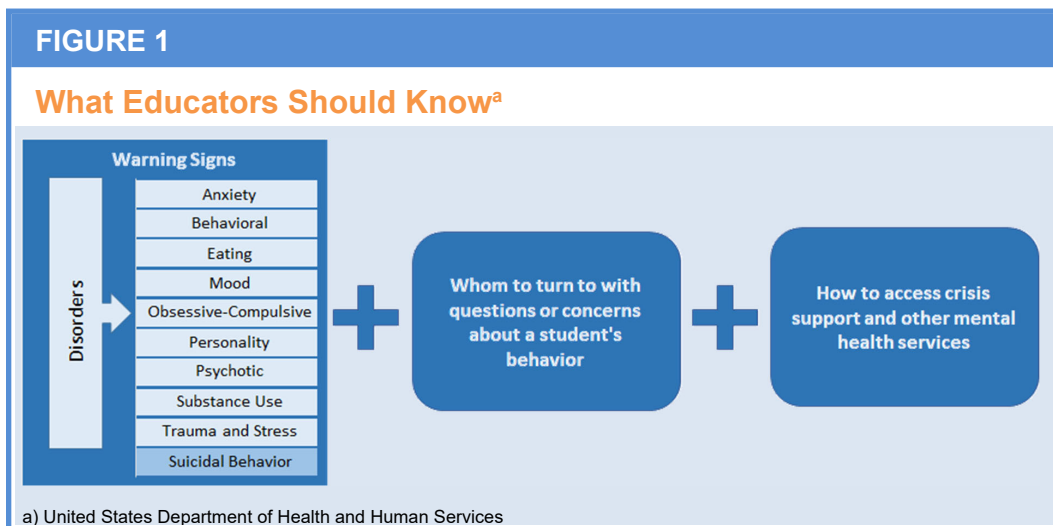 FIGURE 1
What Educators Should Knowª
Warning Signs
Disorders
Anxiety
Behavioral
Eating
Mood
Obsessive-Compulsive
Personality
Psychotic
Substance Use
Trauma and Stress
Suicidal Behavior
Whom to turn to with
questions or concerns
about a student's
behavior
How to access crisis
support and other mental
health services
a) United States Department of Health and Human Services